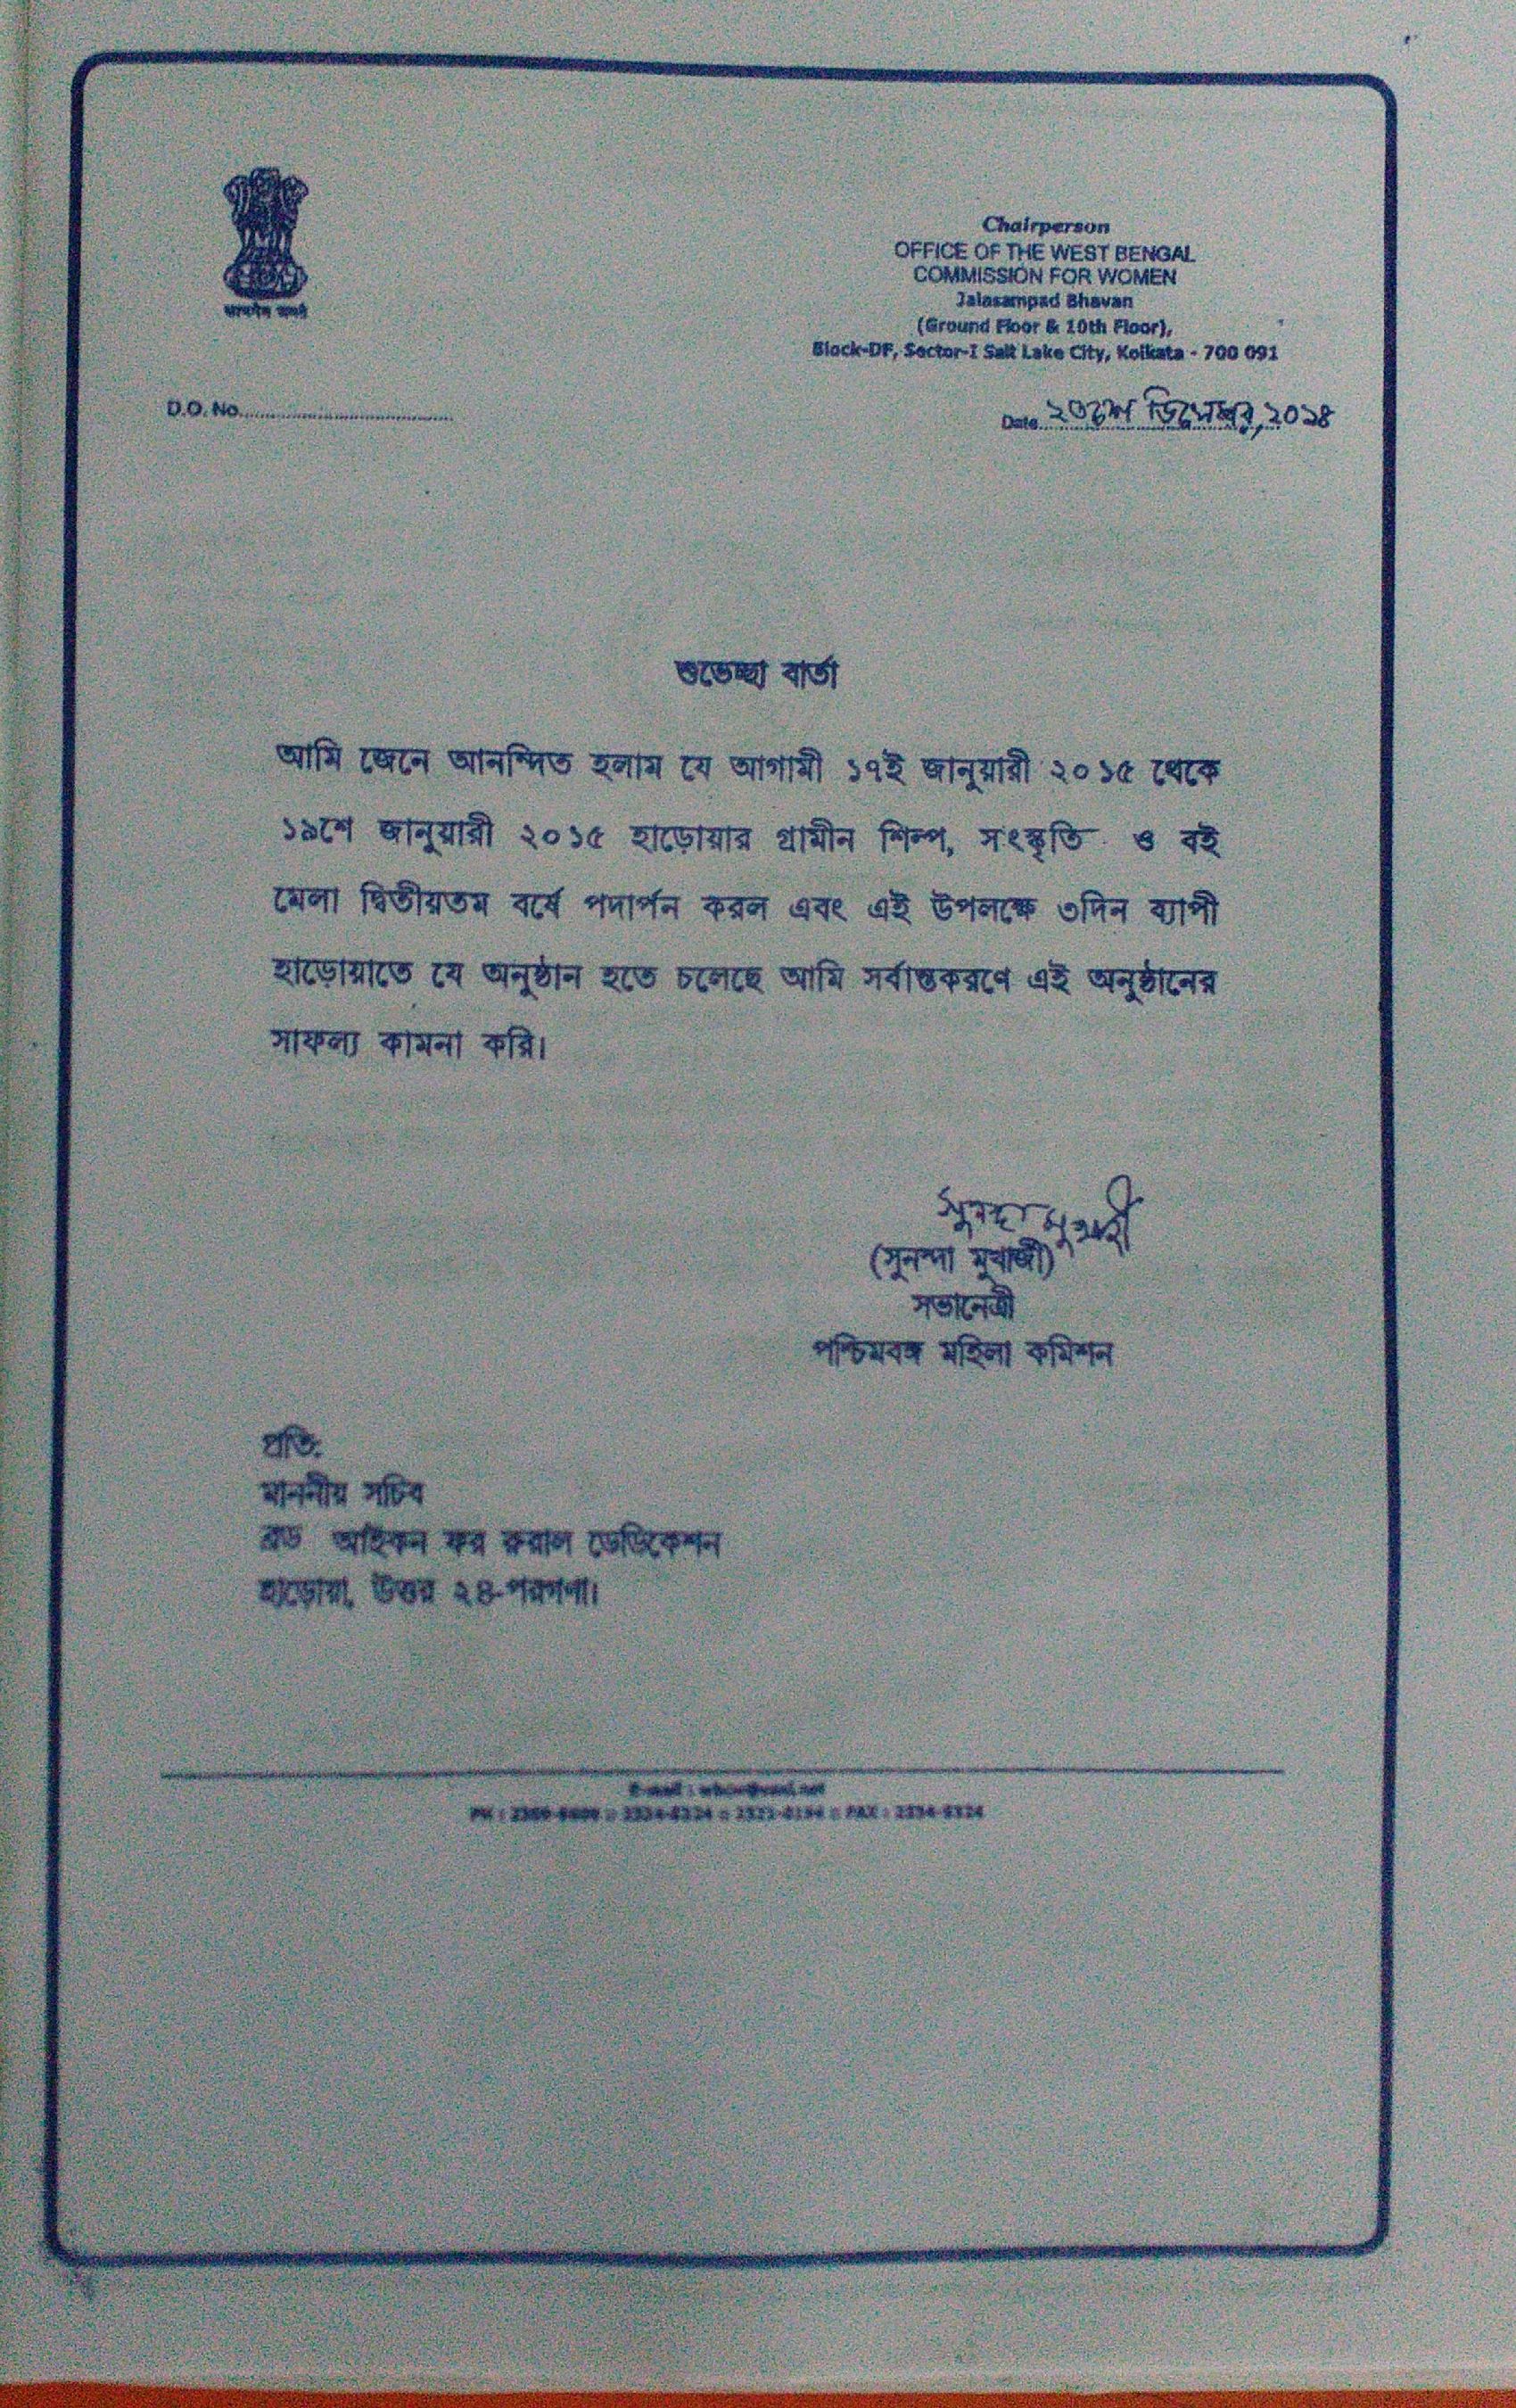 Chairperson
OFFICE OF THE WEST BENGAL
COMMISSION FOR WOMEN
Jalasampad Bhavan
(Ground Floor & 10th Floor),
Block-DF, Sector-I Salt Lake City, Kolkata - 700 091
D.O. No.
Date ডিসেম্বর, ২০১৪
শুভেচ্ছা বার্তা
আমি জেনে আনন্দিত হলাম যে আগামী ১৭ই জানুয়ারী ২০১৫ থেকে
১৯শে জানুয়ারী ২০১৫ হাড়োয়ার গ্রামীন শিল্প, সংস্কৃতি ও বই
মেলা দ্বিতীয়তম বর্ষে পদার্পন করল এবং এই উপলক্ষে ৩দিন ব্যাপী
হাড়োয়াতে যে অনুষ্ঠান হতে চলেছে আমি সর্বান্তকরণে এই অনুষ্ঠানের
সাফল্য কামনা করি।
সুনন্দা মুখার্জী
(সুনন্দা মুখার্জী)
সভানেত্রী
পশ্চিমবঙ্গ মহিলা কমিশন
প্রতি:
মাননীয় সচিব
ব্রড আইকন ফর রুরাল ডেডিকেশন
হাড়োয়া, উত্তর ২৪-পরগণা।